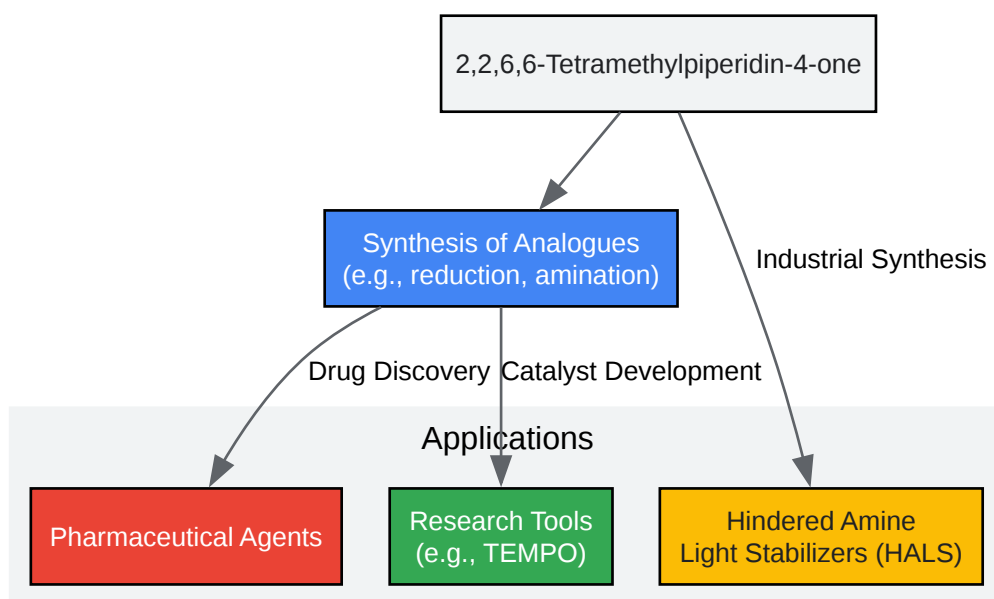 2,2,6,6-Tetramethylpiperidin-4-one
Synthesis of Analogues
(e.g., reduction, amination)
Industrial Synthesis
Drug Discovery
Catalyst Development
Applications
Pharmaceutical Agents
Research Tools
(e.g., TEMPO)
Hindered Amine
Light Stabilizers (HALS)